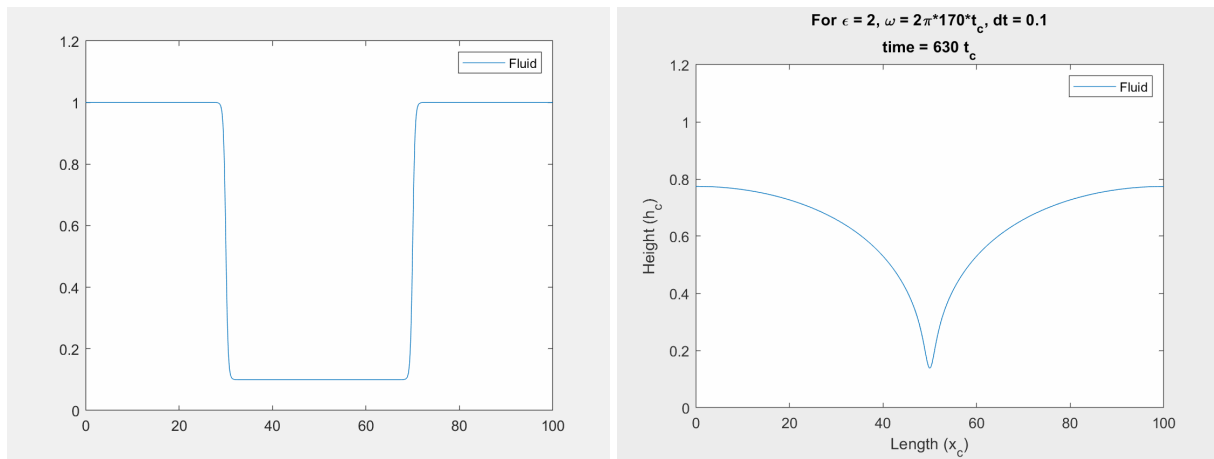 1.2
1
0.8
0.6
0.4
0.2
0
0 20 40 60 80 100
Fluid
For ϵ = 2, ω = 2π*170*t_c, dt = 0.1
time = 630 t_c
1.2
1
0.8
0.6
0.4
0.2
0
Height (h_c)
Fluid
0 20 40 60 80 100
Length (x_c)